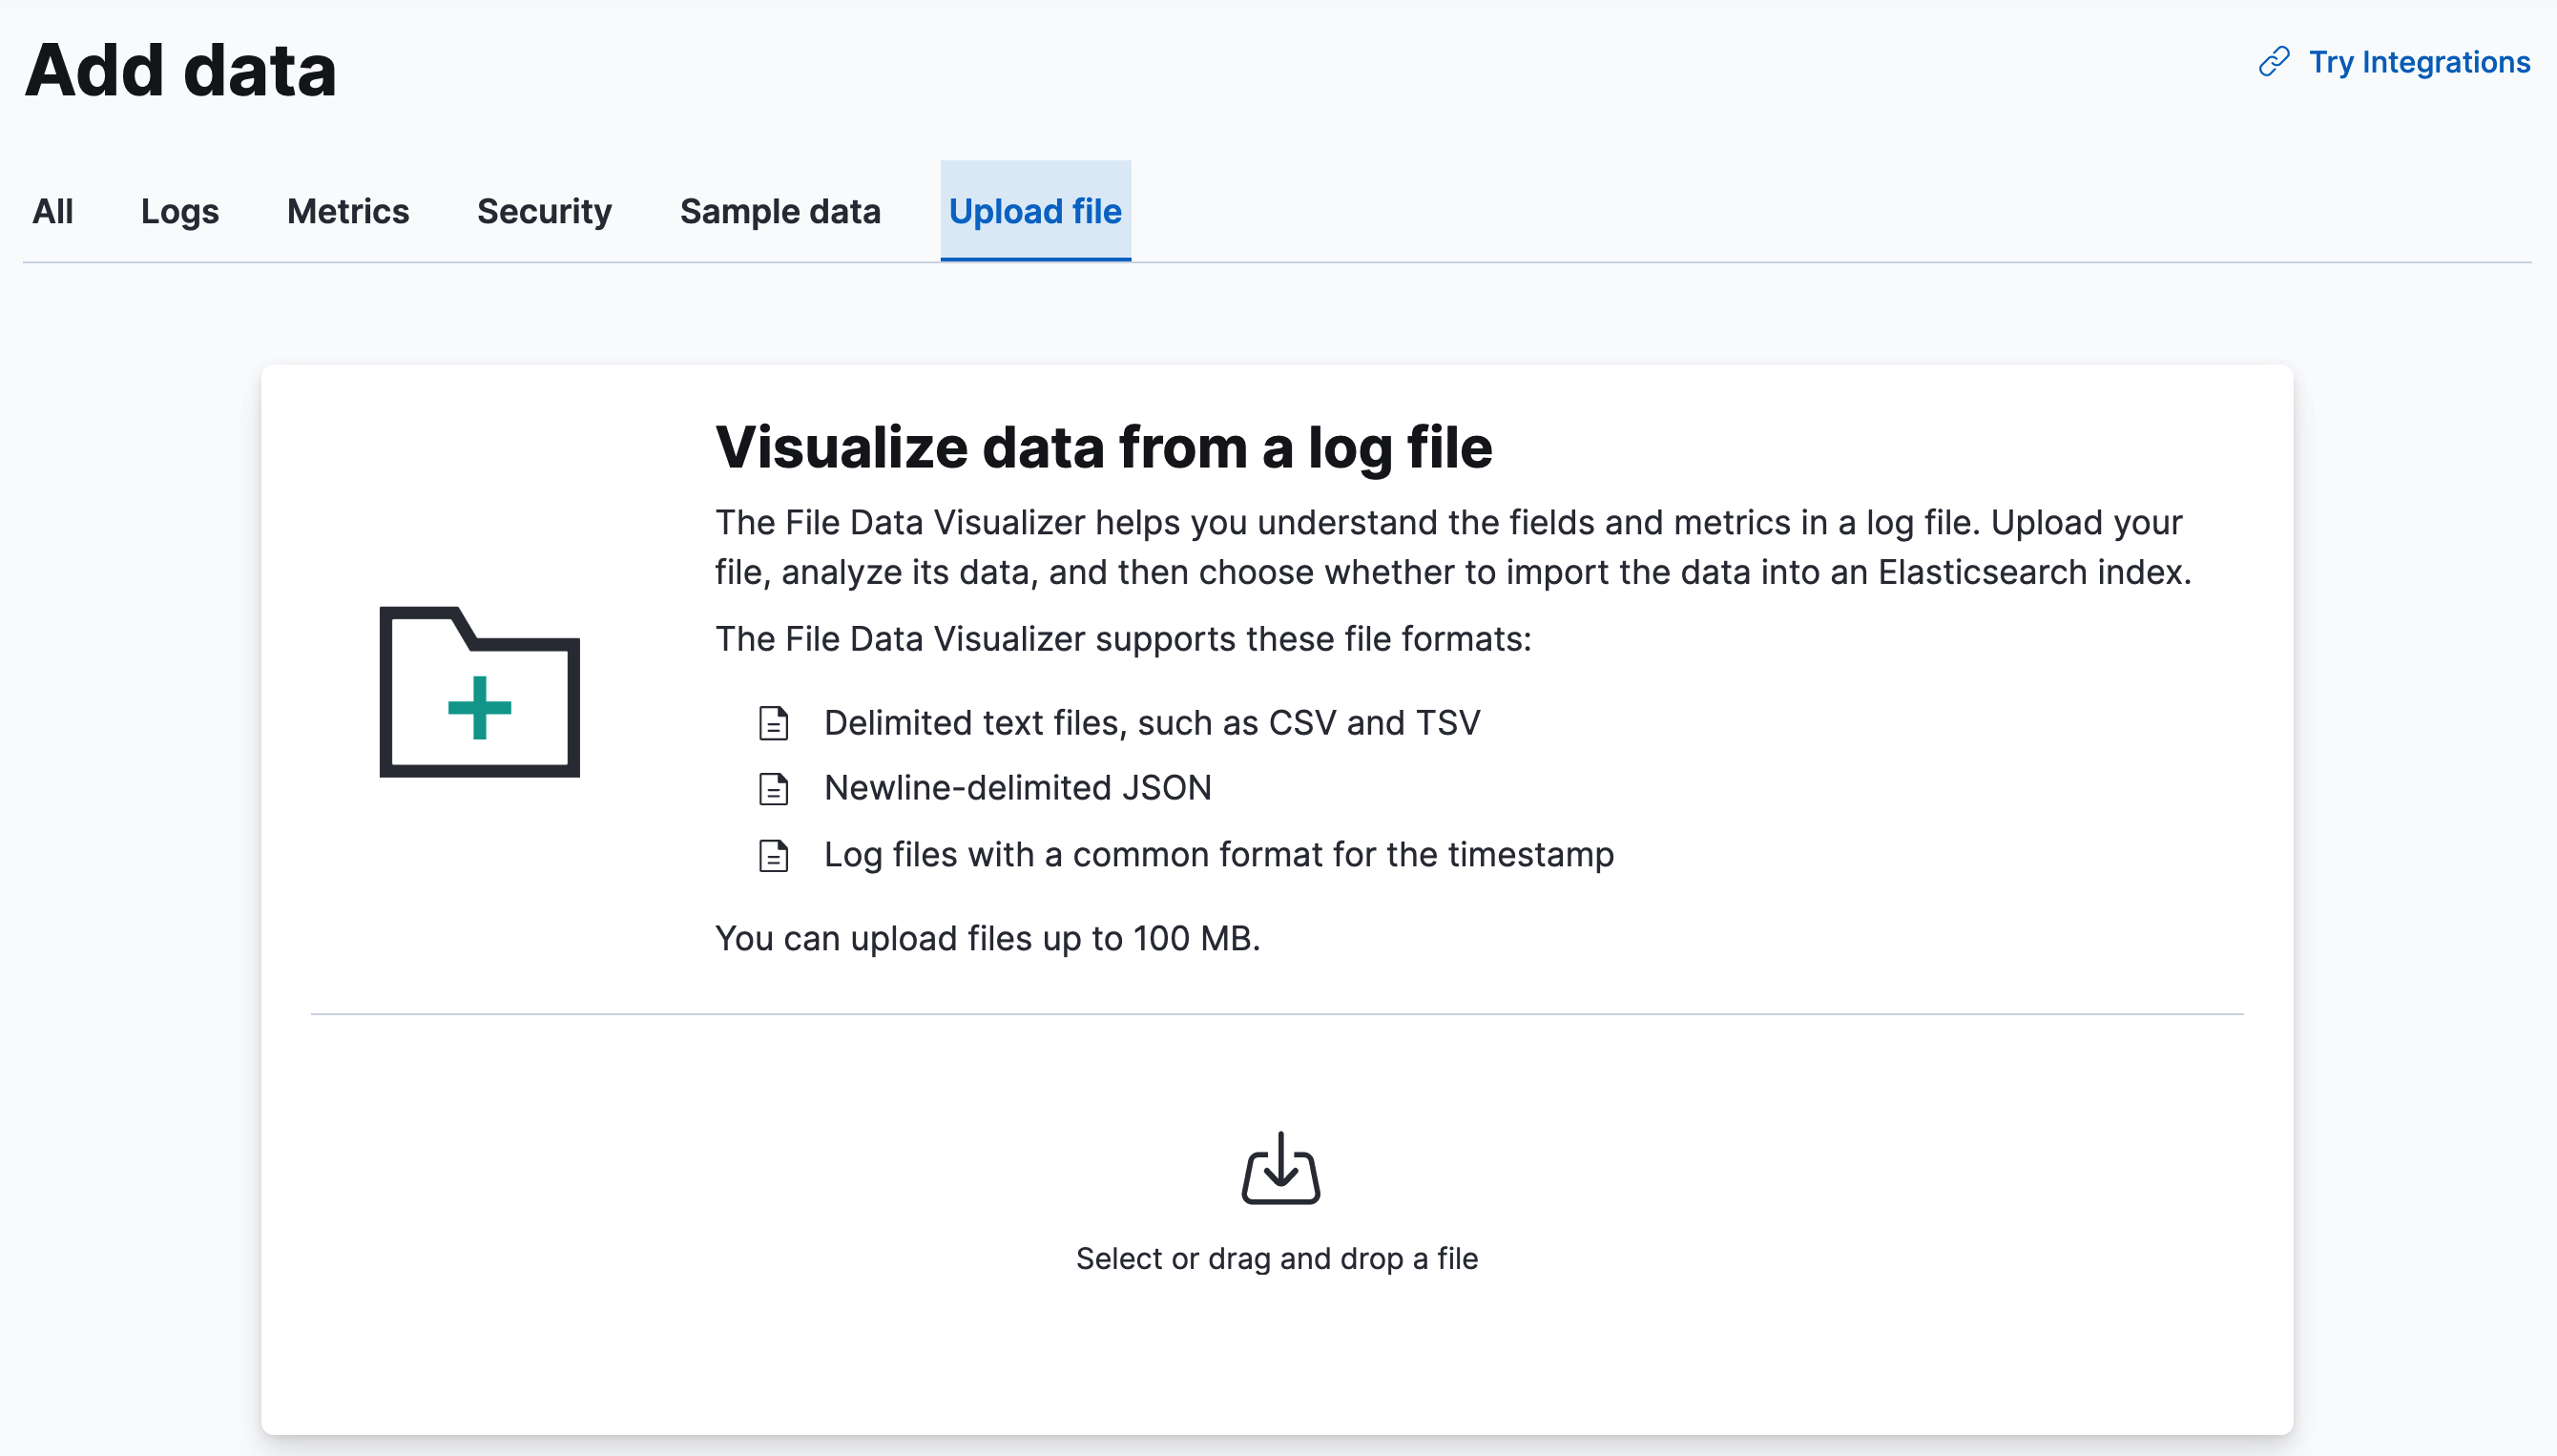 Add data
Try Integrations
All
Logs
Metrics
Security
Sample data
Upload file
Visualize data from a log file
The File Data Visualizer helps you understand the fields and metrics in a log file. Upload your
file, analyze its data, and then choose whether to import the data into an Elasticsearch index.
The File Data Visualizer supports these file formats:
Delimited text files, such as CSV and TSV
Newline-delimited JSON
Log files with a common format for the timestamp
You can upload files up to 100 MB.
Select or drag and drop a file